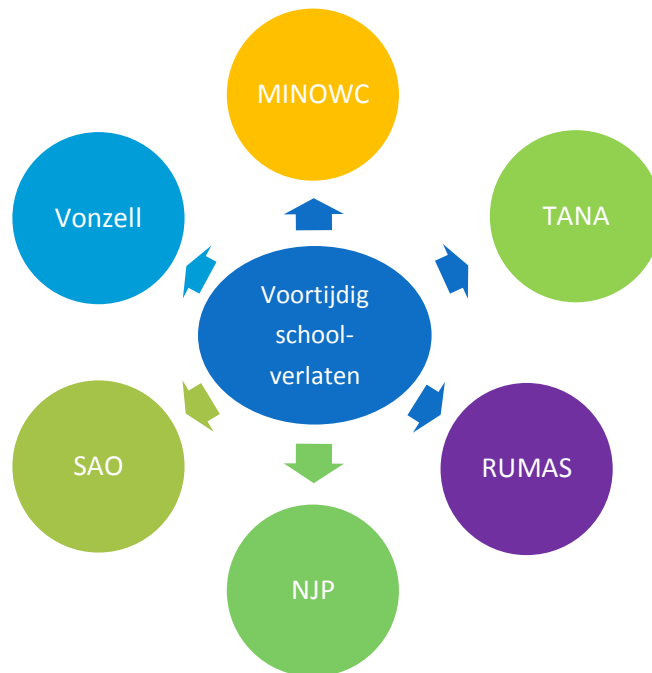 MINOWC
Vonzell
TANA
Voortijdig
school-
verlaten
SAO
RUMAS
NJP